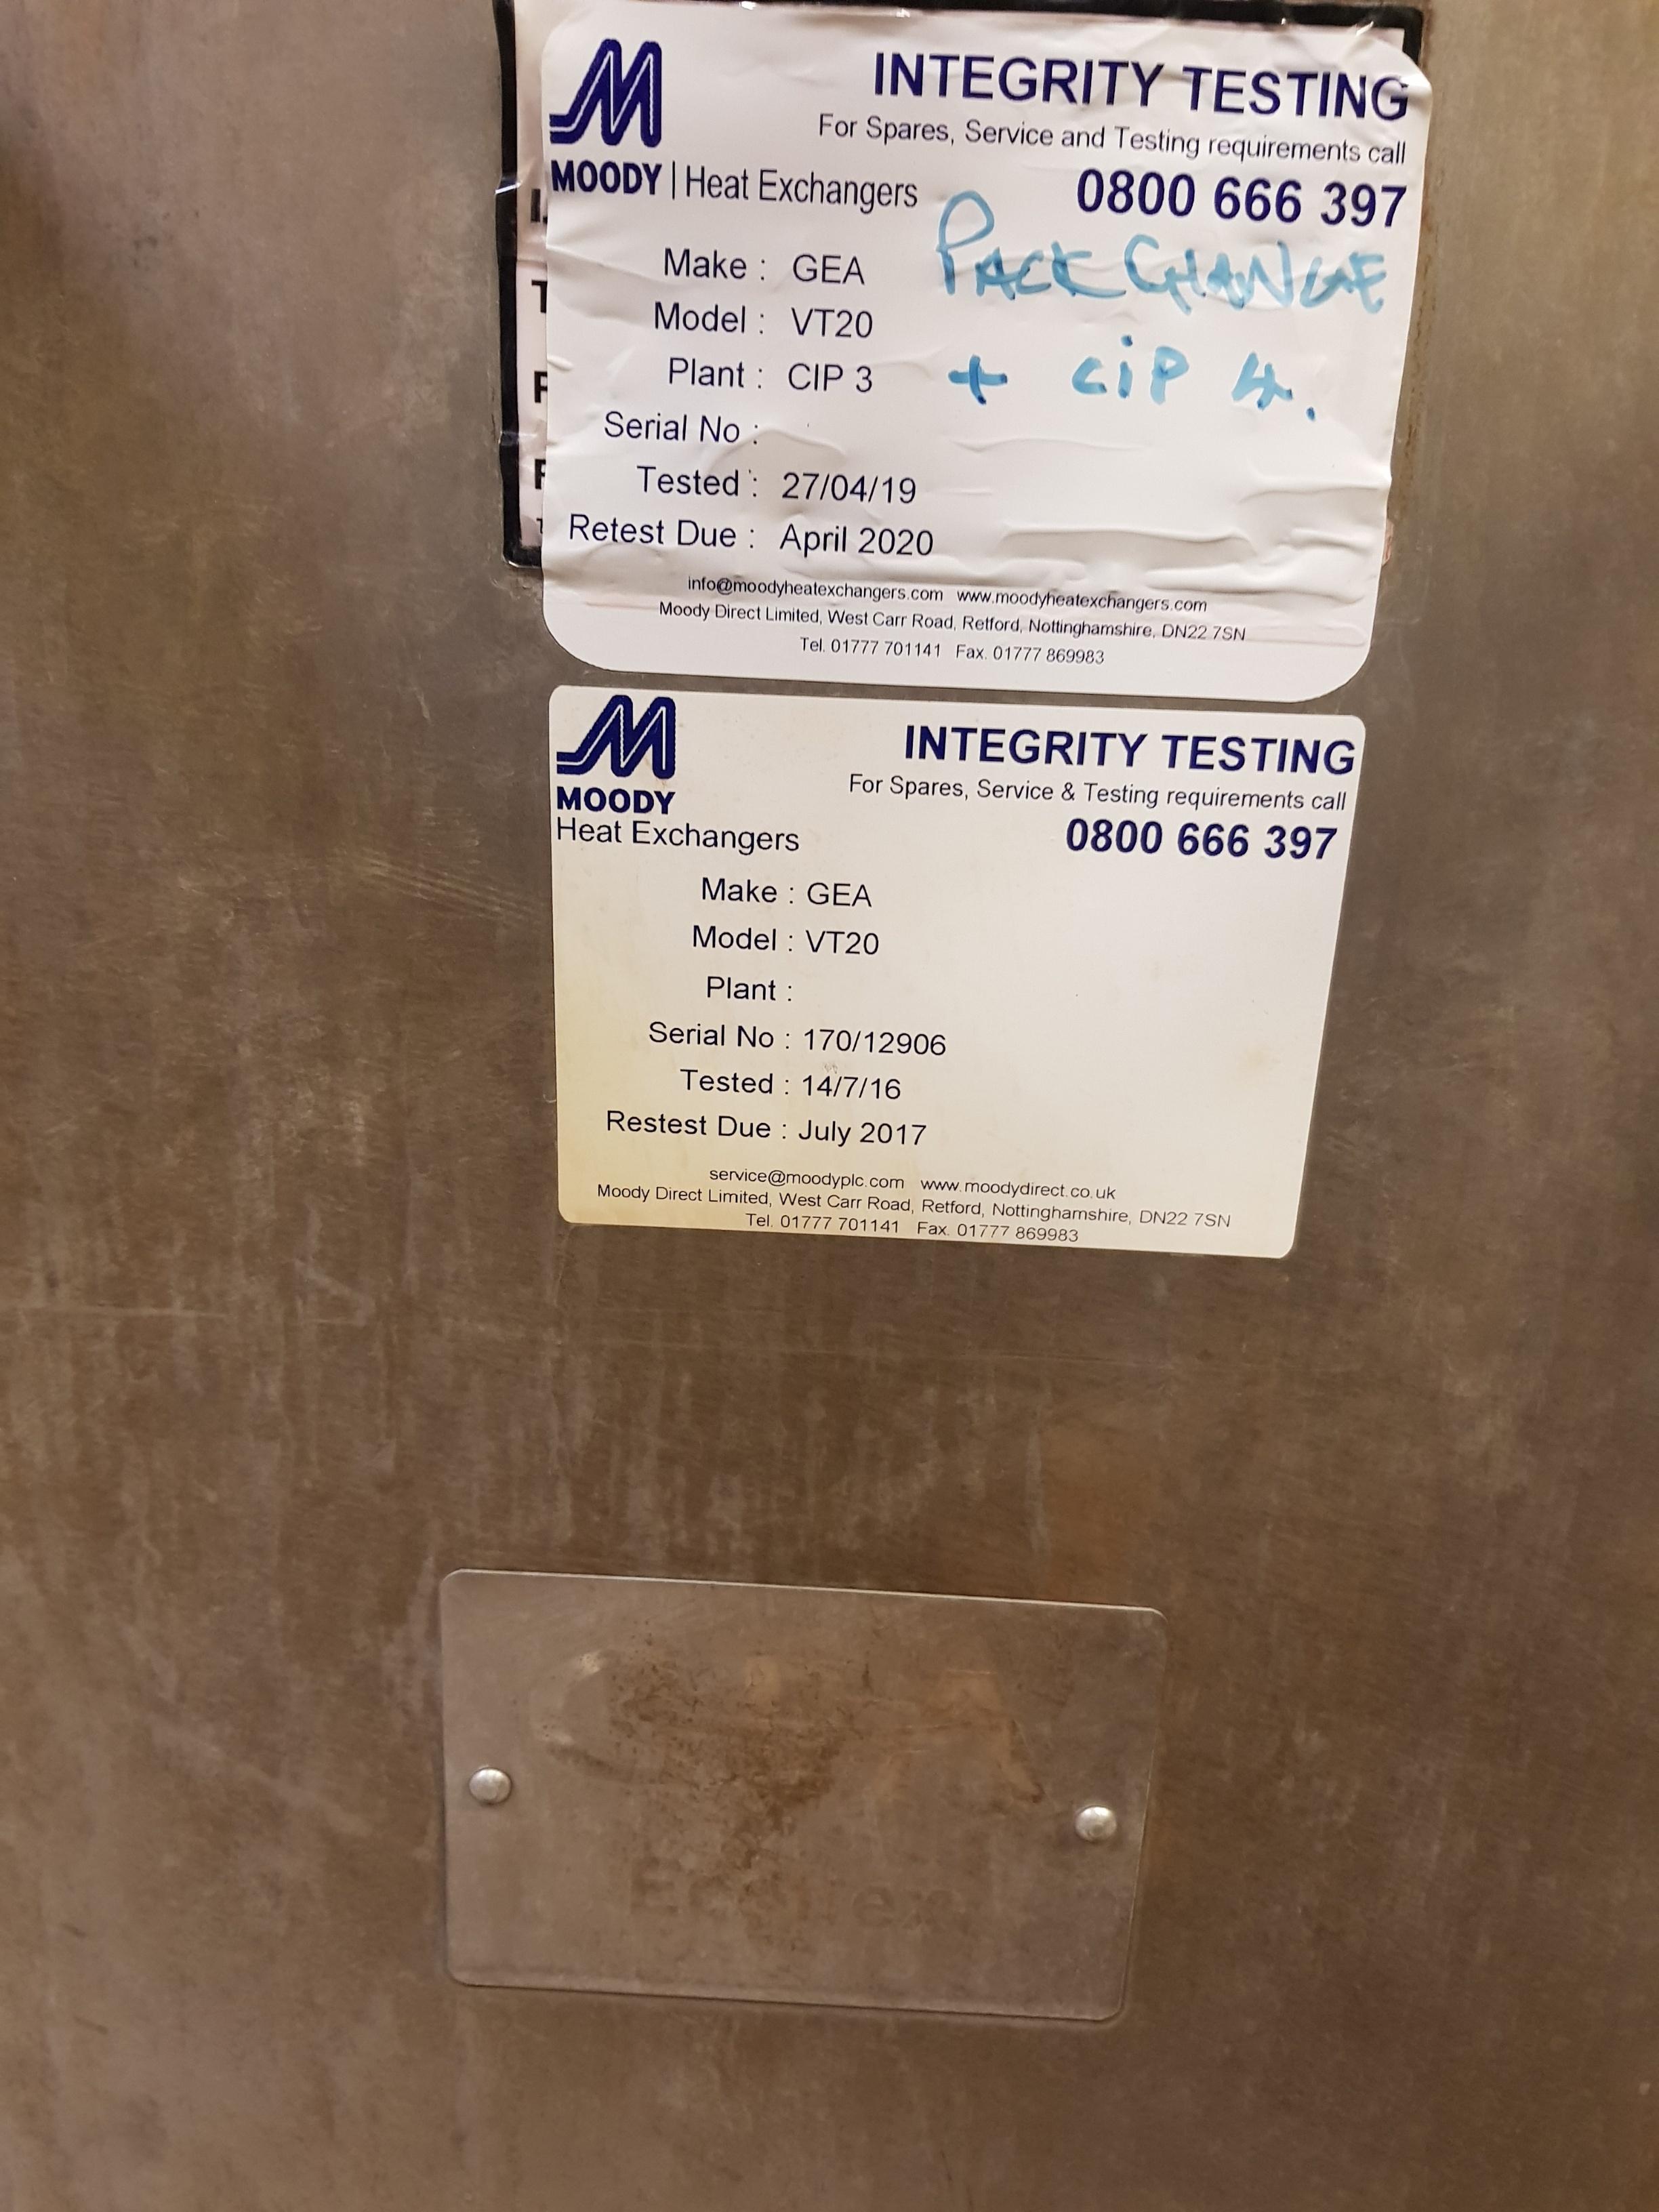 INTEGRITY TESTING
For Spares, Service and Testing requirements call
MOODY | Heat Exchangers
0800 666 397
Make : GEA
PACK CHANGE
Model : VT20
Plant : CIP 3
+ CiP 4.
Serial No :
Tested : 27/04/19
Retest Due : April 2020
info@moodyheatexchangers.com www.moodyheatexchangers.com
Moody Direct Limited, West Carr Road, Retford, Nottinghamshire, DN22 7SN
Tel. 01777 701141 Fax. 01777 869983
INTEGRITY TESTING
For Spares, Service & Testing requirements call
MOODY
Heat Exchangers
0800 666 397
Make : GEA
Model : VT20
Plant :
Serial No : 170/12906
Tested : 14/7/16
Restest Due : July 2017
service@moodyplc.com www.moodydirect.co.uk
Moody Direct Limited, West Carr Road, Retford, Nottinghamshire, DN22 7SN
Tel. 01777 701141 Fax. 01777 869983